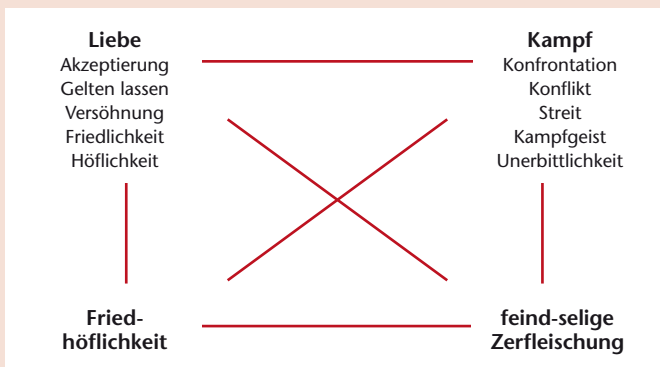 Liebe
Akzeptierung
Gelten lassen
Versöhnung
Friedlichkeit
Höflichkeit
Kampf
Konfrontation
Konflikt
Streit
Kampfgeist
Unerbittlichkeit
Fried-
höflichkeit
feind-selige
Zerfleischung